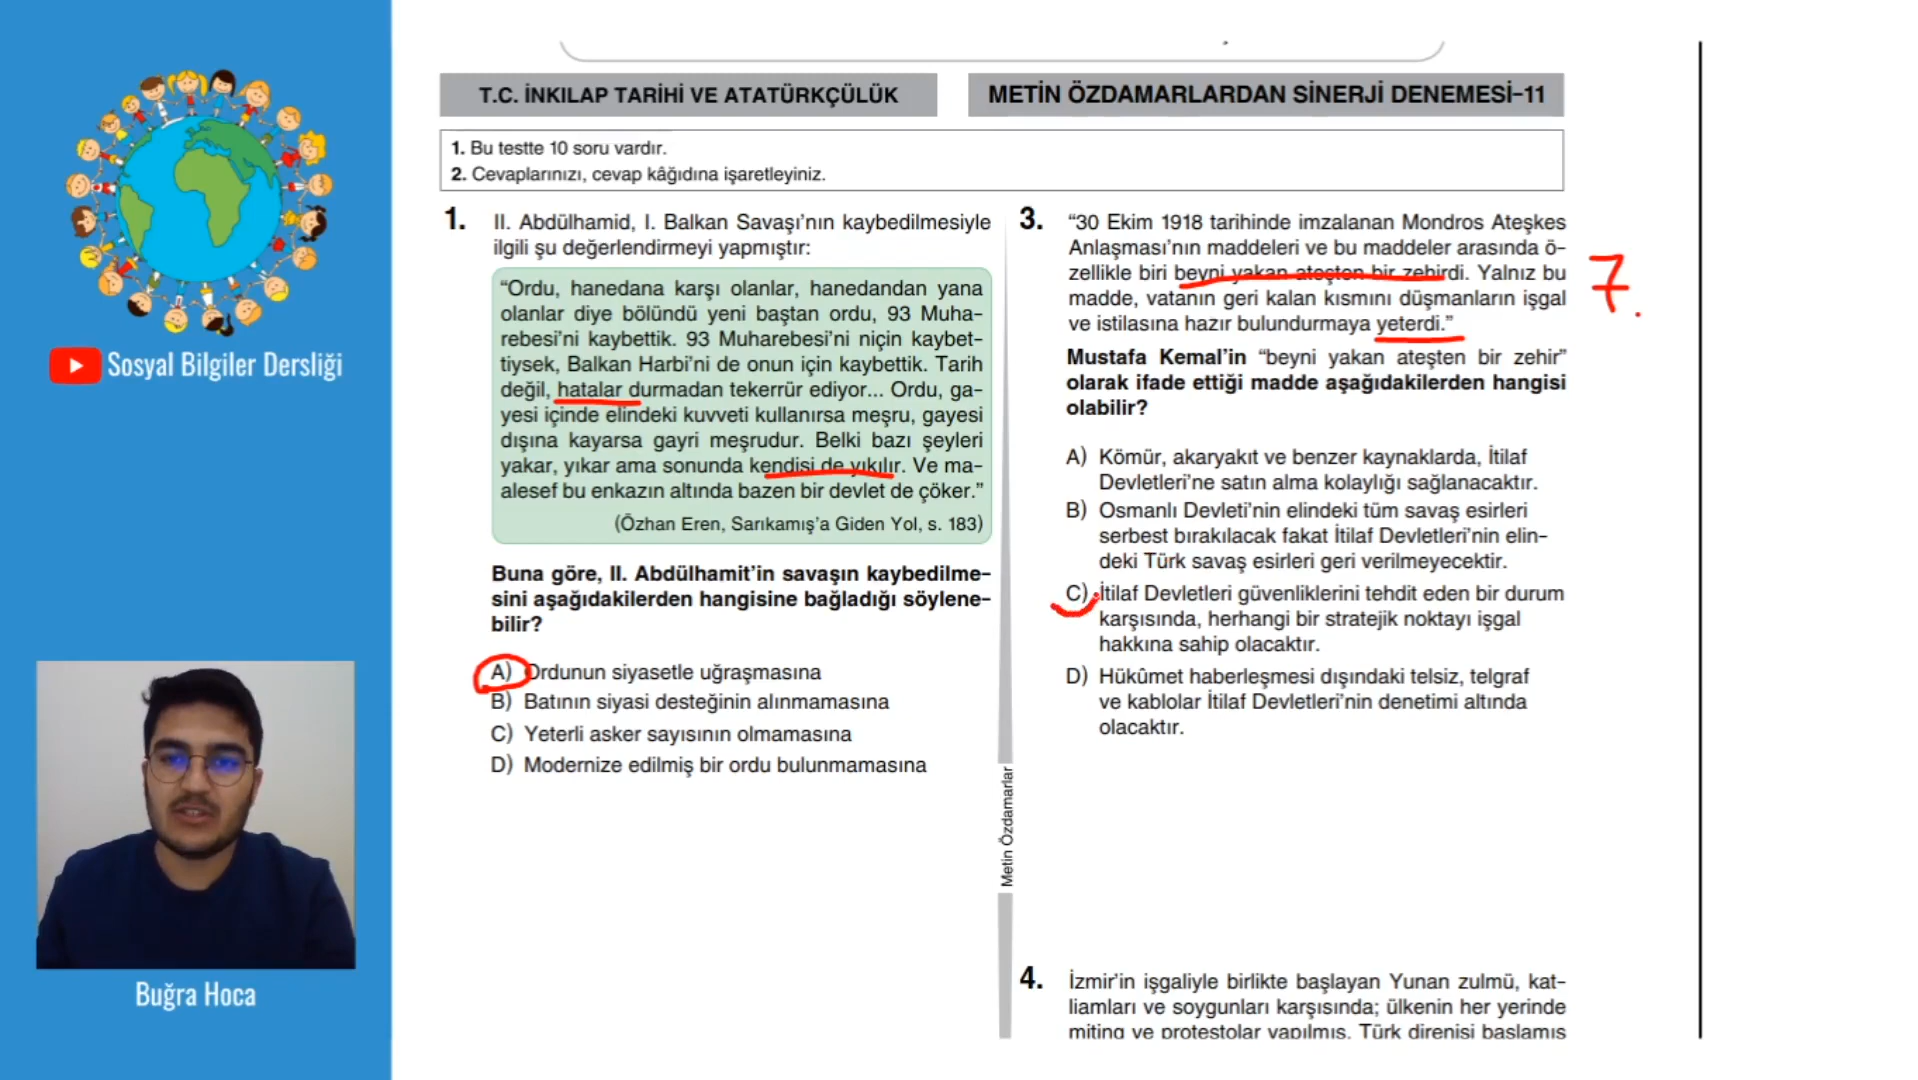 T.C. İNKILAP TARİHİ VE ATATÜRKÇÜLÜK
METİN ÖZDAMARLARDAN SİNERJİ DENEMESİ-11
1. Bu testte 10 soru vardır.
2. Cevaplarınızı, cevap kâğıdına işaretleyiniz.
1. II. Abdülhamid, I. Balkan Savaşı'nın kaybedilmesiyle
ilgili şu değerlendirmeyi yapmıştır:
“Ordu, hanedana karşı olanlar, hanedandan yana
olanlar diye bölündü yeni baştan ordu, 93 Muha-
rebesi'ni kaybettik. 93 Muharebesi'ni niçin kaybet-
tiysek, Balkan Harbi'ni de onun için kaybettik. Tarih
değil, hatalar durmadan tekerrür ediyor... Ordu, ga-
yesi içinde elindeki kuvveti kullanırsa meşru, gayesi
dışına kayarsa gayri meşrudur. Belki bazı şeyleri
yakar, yıkar ama sonunda kendisi de yıkılır. Ve ma-
alesef bu enkazın altında bazen bir devlet de çöker.”
(Özhan Eren, Sarıkamış'a Giden Yol, s. 183)
Buna göre, II. Abdülhamit'in savaşın kaybedilme-
sini aşağıdakilerden hangisine bağladığı söylene-
bilir?
A) Ordunun siyasetle uğraşmasına
B) Batının siyasi desteğinin alınmamasına
C) Yeterli asker sayısının olmamasına
D) Modernize edilmiş bir ordu bulunmamasına
Metin Özdamarlar
3. “30 Ekim 1918 tarihinde imzalanan Mondros Ateşkes
Anlaşması'nın maddeleri ve bu maddeler arasında ö-
zellikle biri beyni yakan ateşten bir zehirdi. Yalnız bu
madde, vatanın geri kalan kısmını düşmanların işgal
ve istilasına hazır bulundurmaya yeterdi.”
7.
Mustafa Kemal'in “beyni yakan ateşten bir zehir”
olarak ifade ettiği madde aşağıdakilerden hangisi
olabilir?
A) Kömür, akaryakıt ve benzer kaynaklarda, İtilaf
Devletleri'ne satın alma kolaylığı sağlanacaktır.
B) Osmanlı Devleti'nin elindeki tüm savaş esirleri
serbest bırakılacak fakat İtilaf Devletleri'nin elin-
deki Türk savaş esirleri geri verilmeyecektir.
C) İtilaf Devletleri güvenliklerini tehdit eden bir durum
karşısında, herhangi bir stratejik noktayı işgal
hakkına sahip olacaktır.
D) Hükûmet haberleşmesi dışındaki telsiz, telgraf
ve kablolar İtilaf Devletleri'nin denetimi altında
olacaktır.
4. İzmir'in işgaliyle birlikte başlayan Yunan zulmü, kat-
liamları ve soygunları karşısında; ülkenin her yerinde
miting ve protestolar yapılmış, Türk direnişi başlamış
Sosyal Bilgiler Dersliği
Buğra Hoca